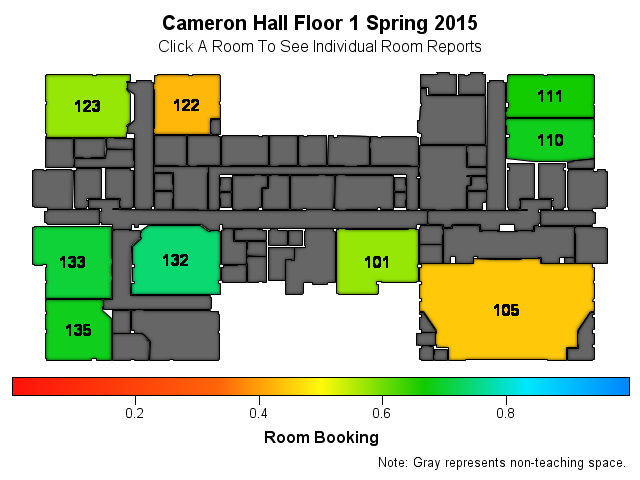 Cameron Hall Floor 1 Spring 2015
Click A Room To See Individual Room Reports
123
122
111
110
133
132
101
105
135
0.2 0.4 0.6 0.8
Room Booking
Note: Gray represents non-teaching space.